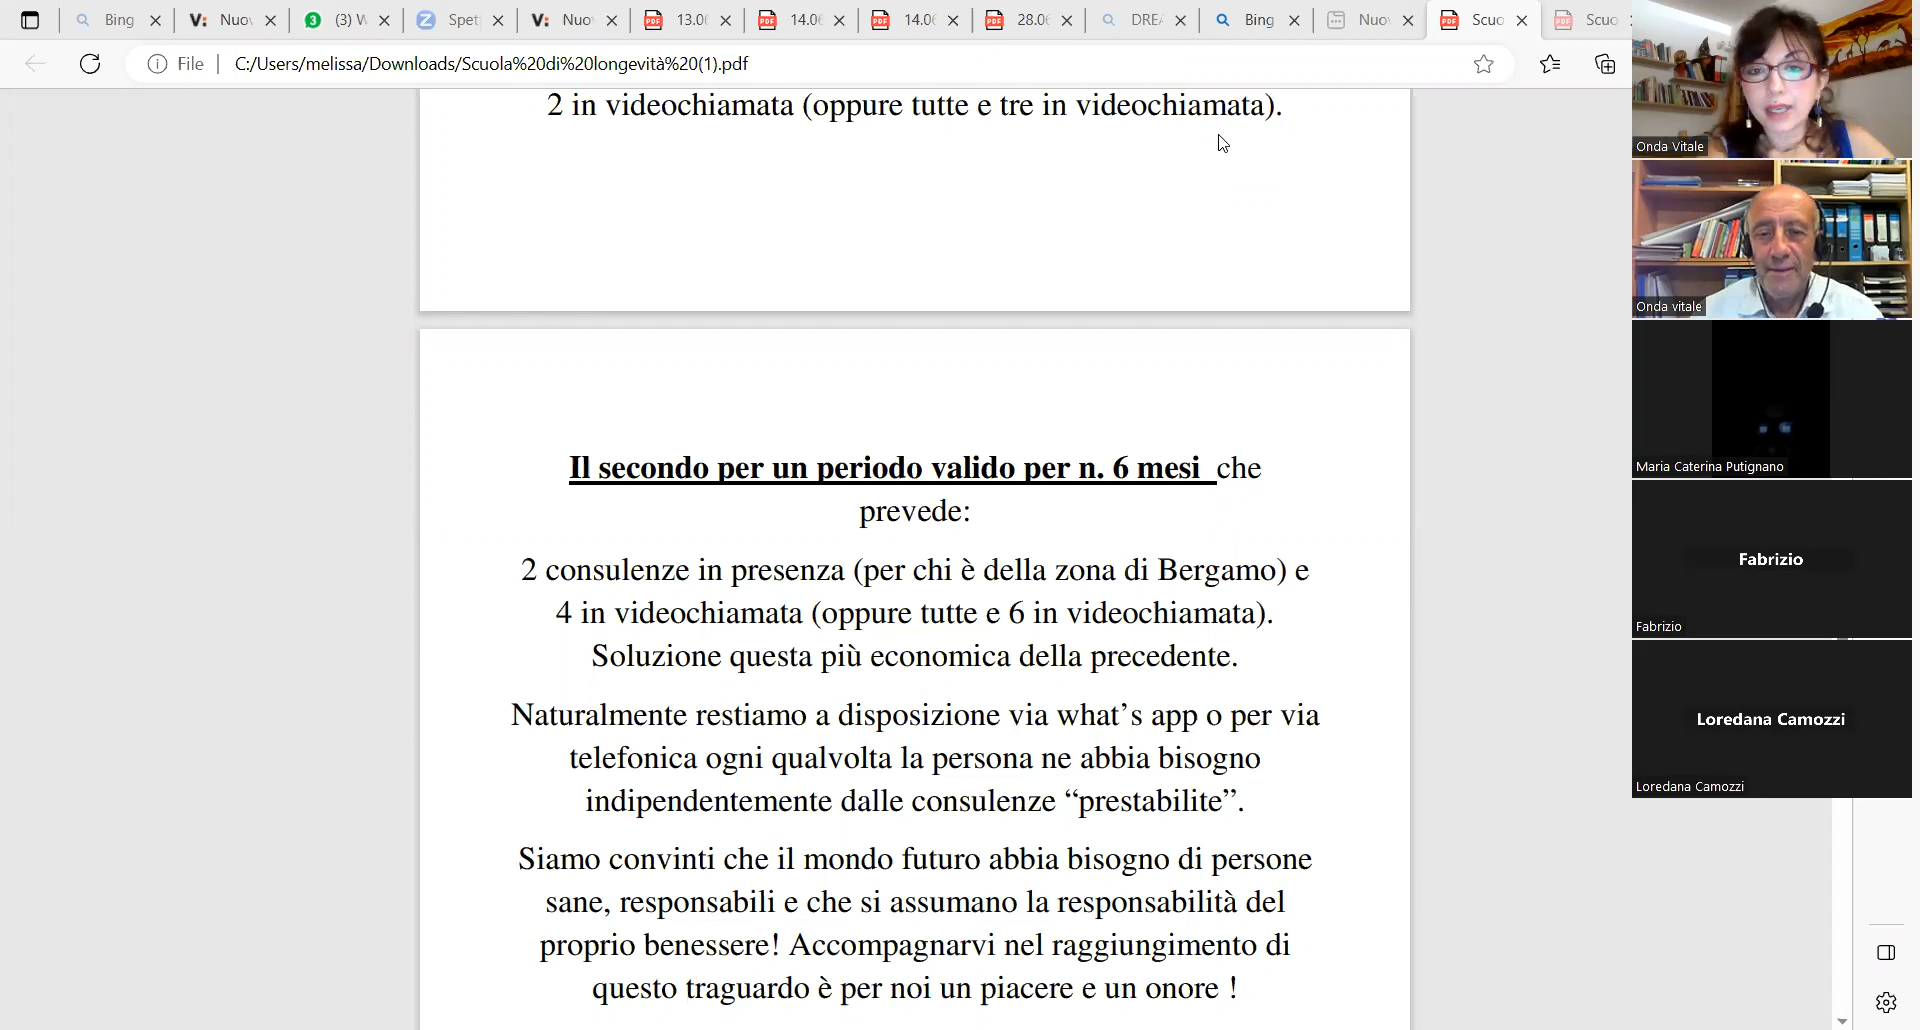 Bing
Nuov
(3) W
Spet
Nuo
13.0
14.0
14.0
28.0
DREA
Bing
Nuov
Scuo
Scuo
File
C:/Users/melissa/Downloads/Scuola%20di%20longevità%20(1).pdf
2 in videochiamata (oppure tutte e tre in videochiamata).
Il secondo per un periodo valido per n. 6 mesi che
prevede:
2 consulenze in presenza (per chi è della zona di Bergamo) e
4 in videochiamata (oppure tutte e 6 in videochiamata).
Soluzione questa più economica della precedente.
Naturalmente restiamo a disposizione via what’s app o per via
telefonica ogni qualvolta la persona ne abbia bisogno
indipendentemente dalle consulenze “prestabilite”.
Siamo convinti che il mondo futuro abbia bisogno di persone
sane, responsabili e che si assumano la responsabilità del
proprio benessere! Accompagnarvi nel raggiungimento di
questo traguardo è per noi un piacere e un onore !
Onda Vitale
Onda vitale
Maria Caterina Putignano
Fabrizio
Fabrizio
Loredana Camozzi
Loredana Camozzi